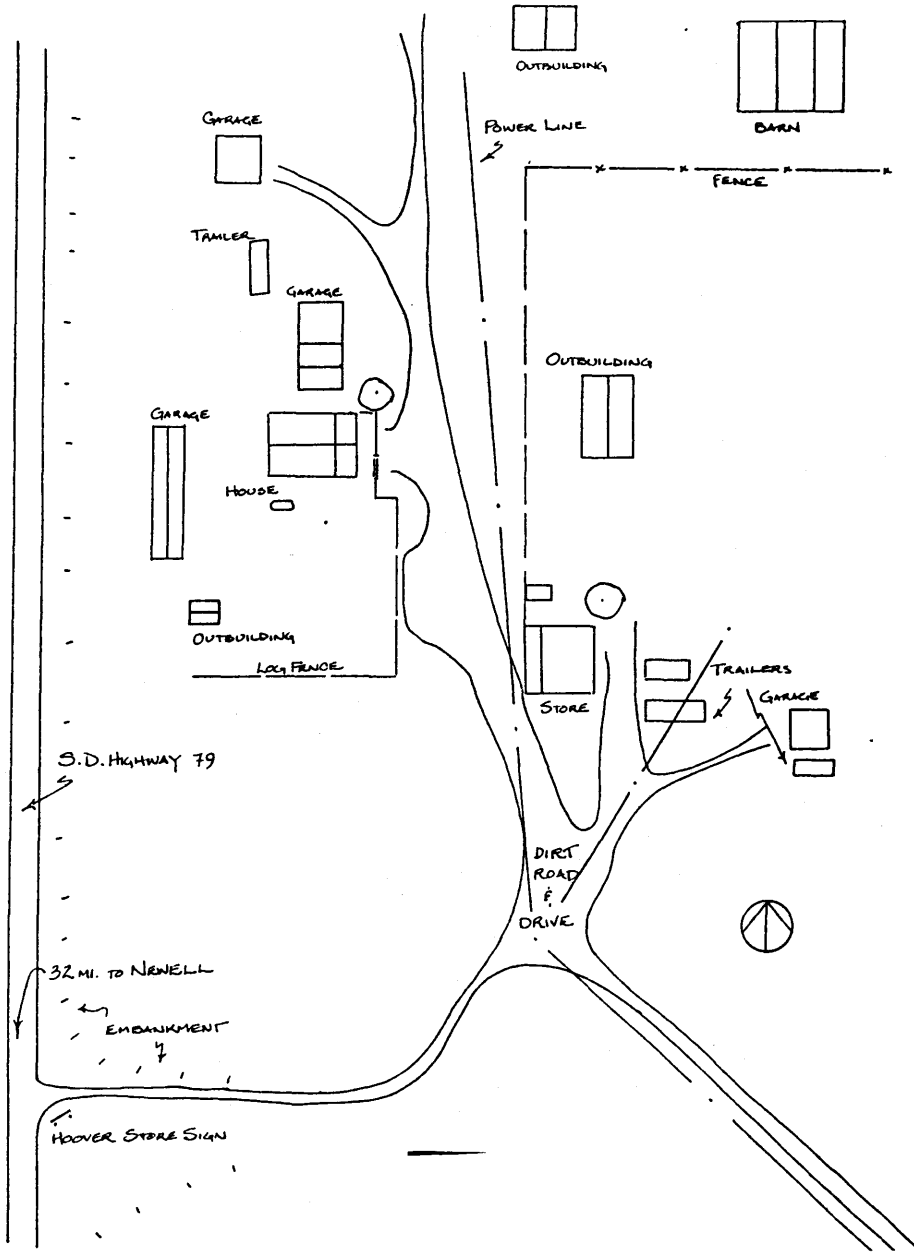 OUTBUILDING
GARAGE
POWER LINE
BARN
FENCE
TRAILER
GARAGE
OUTBUILDING
GARAGE
HOUSE
OUTBUILDING
LOG FENCE
TRAILERS
GARAGE
STORE
S.D. HIGHWAY 79
DIRT
ROAD
&
DRIVE
32 MI. TO NEWELL
EMBANKMENT
HOOVER STORE SIGN